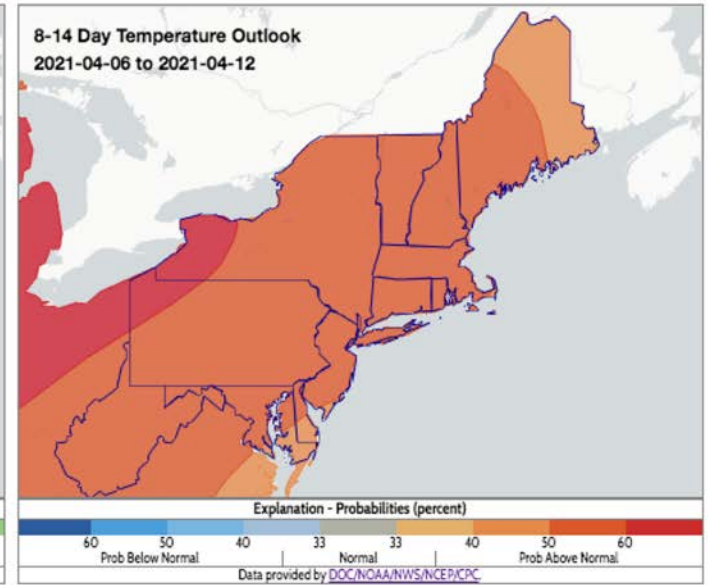 8-14 Day Temperature Outlook
2021-04-06 to 2021-04-12
Explanation - Probabilities (percent)
60 50 40 33 33 40 50 60
Prob Below Normal | Normal | Prob Above Normal
Data provided by DOC/NOAA/NWS/NCEP/CPC